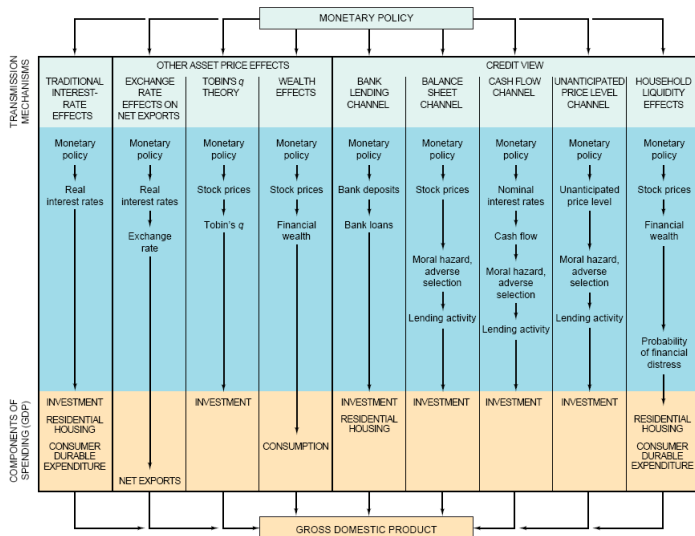 MONETARY POLICY
TRANSMISSION
MECHANISMS
OTHER ASSET PRICE EFFECTS
CREDIT VIEW
TRADITIONAL
INTEREST-
RATE
EFFECTS
EXCHANGE
RATE
EFFECTS ON
NET EXPORTS
TOBIN'S q
THEORY
WEALTH
EFFECTS
BANK
LENDING
CHANNEL
BALANCE
SHEET
CHANNEL
CASH FLOW
CHANNEL
UNANTICIPATED
PRICE LEVEL
CHANNEL
HOUSEHOLD
LIQUIDITY
EFFECTS
Monetary
policy
Real
interest rates
Monetary
policy
Real
interest rates
Exchange
rate
Monetary
policy
Stock prices
Tobin's q
Monetary
policy
Stock prices
Financial
wealth
Monetary
policy
Bank deposits
Bank loans
Monetary
policy
Stock prices
Moral hazard,
adverse
selection
Lending activity
Monetary
policy
Nominal
interest rates
Cash flow
Moral hazard,
adverse
selection
Lending activity
Monetary
policy
Unanticipated
price level
Moral hazard,
adverse
selection
Lending activity
Monetary
policy
Stock prices
Financial
wealth
Probability
of financial
distress
COMPONENTS OF
SPENDING (GDP)
INVESTMENT
RESIDENTIAL
HOUSING
CONSUMER
DURABLE
EXPENDITURE
NET EXPORTS
INVESTMENT
CONSUMPTION
INVESTMENT
RESIDENTIAL
HOUSING
INVESTMENT
INVESTMENT
INVESTMENT
RESIDENTIAL
HOUSING
CONSUMER
DURABLE
EXPENDITURE
GROSS DOMESTIC PRODUCT